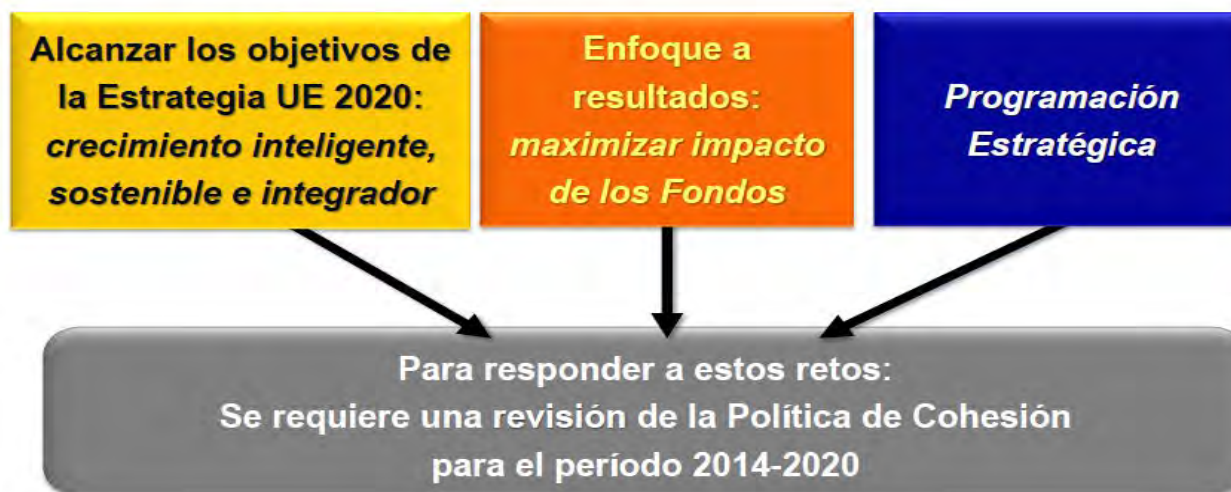 Alcanzar los objetivos de
la Estrategia UE 2020:
crecimiento inteligente,
sostenible e integrador
Enfoque a
resultados:
maximizar impacto
de los Fondos
Programación
Estratégica
Para responder a estos retos:
Se requiere una revisión de la Política de Cohesión
para el período 2014-2020